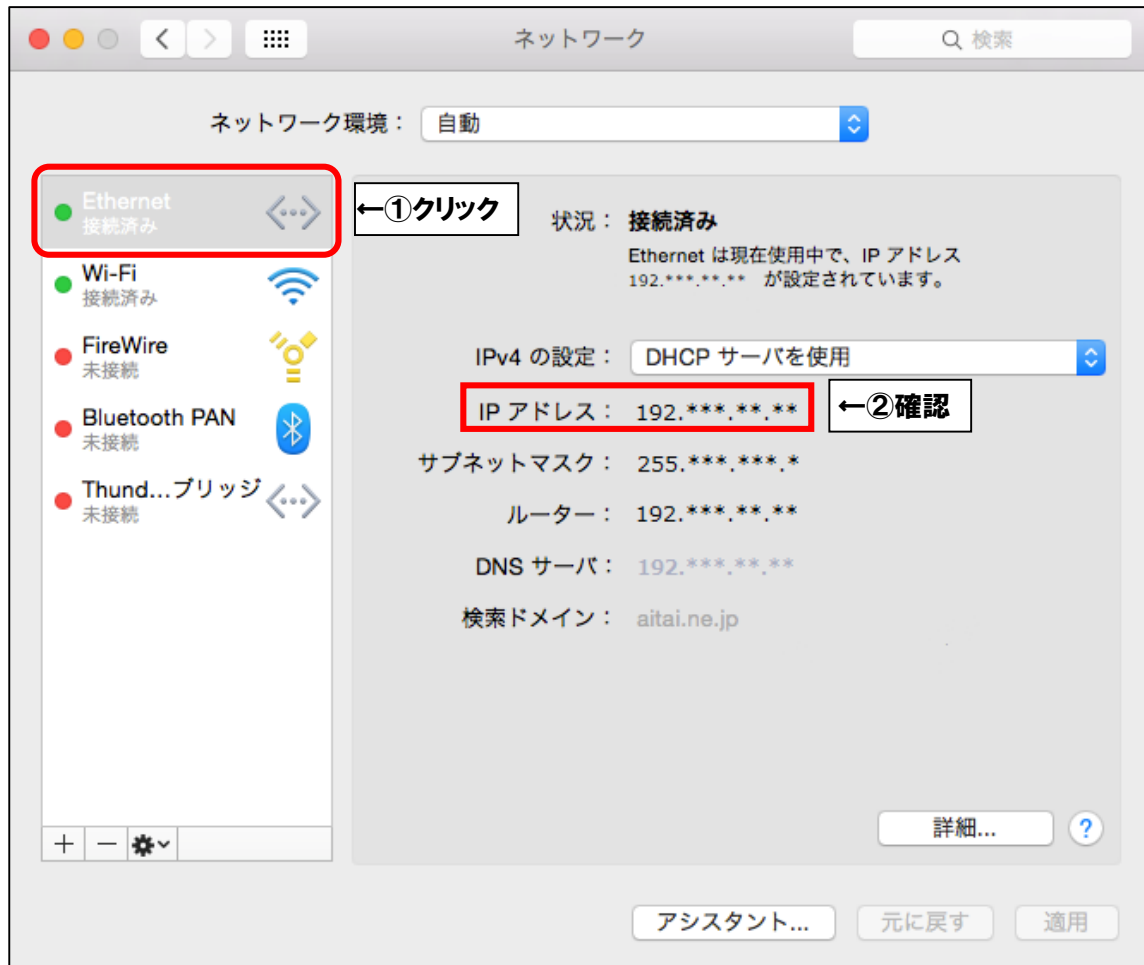 ネットワーク
検索
ネットワーク環境： 自動
Ethernet
接続済み
←①クリック
Wi-Fi
接続済み
FireWire
未接続
Bluetooth PAN
未接続
Thund...ブリッジ
未接続
状況： 接続済み
Ethernet は現在使用中で、IP アドレス
192.***.**.** が設定されています。
IPv4 の設定： DHCP サーバを使用
IP アドレス： 192.***.**.** ←②確認
サブネットマスク： 255.***.***.*
ルーター： 192.***.**.**
DNS サーバ： 192.***.**.**
検索ドメイン： aitai.ne.jp
詳細... ?
アシスタント... 元に戻す 適用